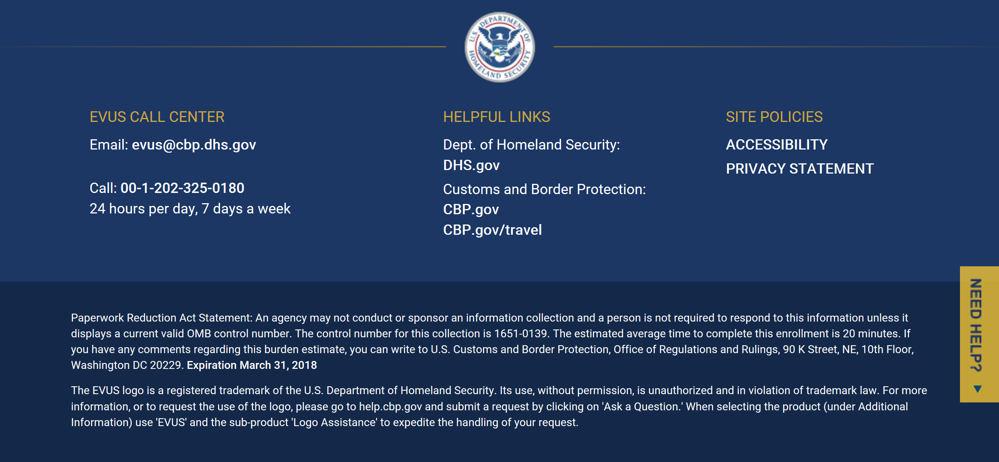 U.S. DEPARTMENT OF HOMELAND SECURITY
EVUS CALL CENTER
Email: evus@cbp.dhs.gov
Call: 00-1-202-325-0180
24 hours per day, 7 days a week
HELPFUL LINKS
Dept. of Homeland Security:
DHS.gov
Customs and Border Protection:
CBP.gov
CBP.gov/travel
SITE POLICIES
ACCESSIBILITY
PRIVACY STATEMENT
NEED HELP?
Paperwork Reduction Act Statement: An agency may not conduct or sponsor an information collection and a person is not required to respond to this information unless it
displays a current valid OMB control number. The control number for this collection is 1651-0139. The estimated average time to complete this enrollment is 20 minutes. If
you have any comments regarding this burden estimate, you can write to U.S. Customs and Border Protection, Office of Regulations and Rulings, 90 K Street, NE, 10th Floor,
Washington DC 20229. Expiration March 31, 2018
The EVUS logo is a registered trademark of the U.S. Department of Homeland Security. Its use, without permission, is unauthorized and in violation of trademark law. For more
information, or to request the use of the logo, please go to help.cbp.gov and submit a request by clicking on 'Ask a Question.' When selecting the product (under Additional
Information) use 'EVUS' and the sub-product 'Logo Assistance' to expedite the handling of your request.